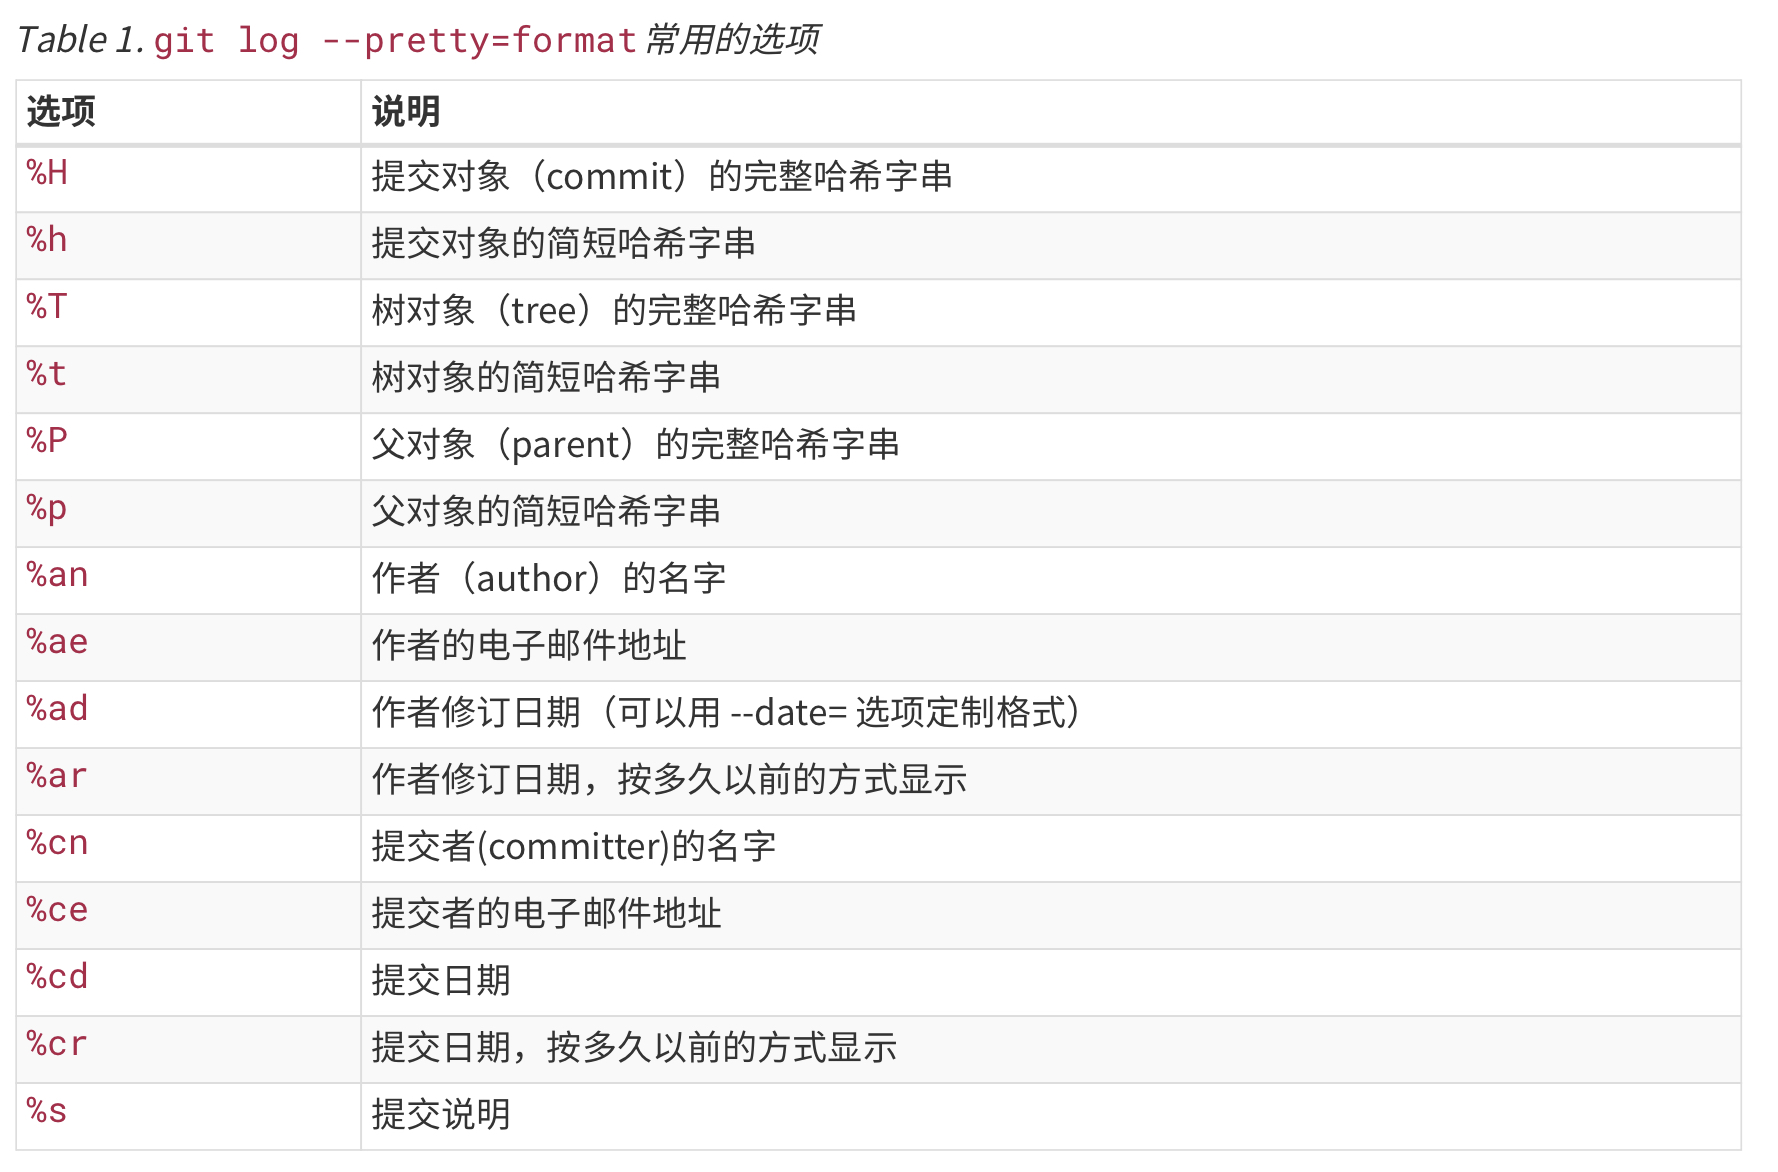 Table 1. git log --pretty=format 常用的选项
选项 说明
%H 提交对象（commit）的完整哈希字串
%h 提交对象的简短哈希字串
%T 树对象（tree）的完整哈希字串
%t 树对象的简短哈希字串
%P 父对象（parent）的完整哈希字串
%p 父对象的简短哈希字串
%an 作者（author）的名字
%ae 作者的电子邮件地址
%ad 作者修订日期（可以用 --date= 选项定制格式）
%ar 作者修订日期，按多久以前的方式显示
%cn 提交者(committer)的名字
%ce 提交者的电子邮件地址
%cd 提交日期
%cr 提交日期，按多久以前的方式显示
%s 提交说明